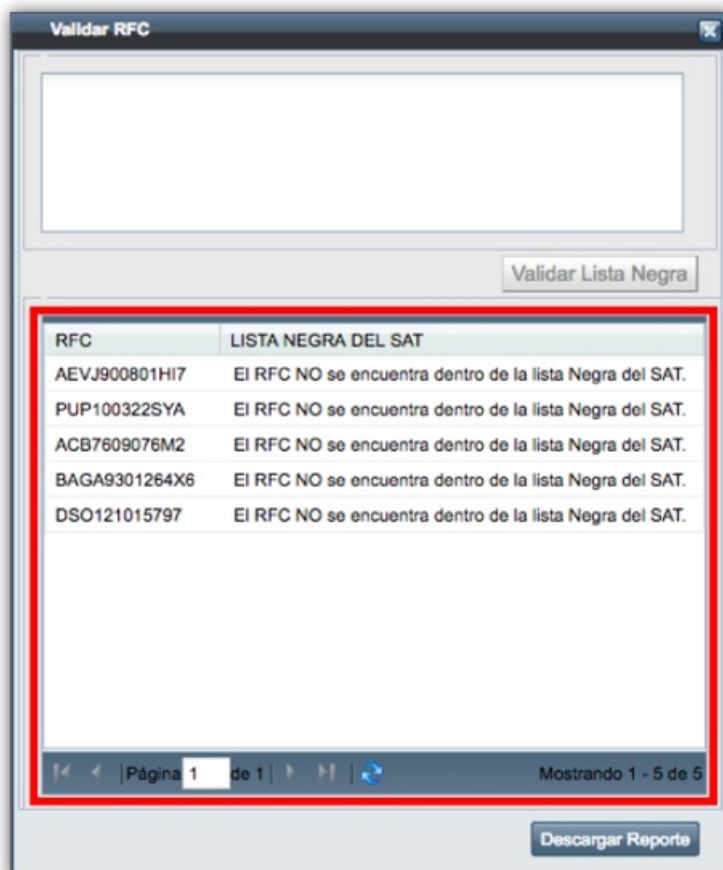 Validar RFC
Validar Lista Negra
RFC LISTA NEGRA DEL SAT
AEVJ900801HI7 El RFC NO se encuentra dentro de la lista Negra del SAT.
PUP100322SYA El RFC NO se encuentra dentro de la lista Negra del SAT.
ACB7609076M2 El RFC NO se encuentra dentro de la lista Negra del SAT.
BAGA9301264X6 El RFC NO se encuentra dentro de la lista Negra del SAT.
DSO121015797 El RFC NO se encuentra dentro de la lista Negra del SAT.
Página 1 de 1 Mostrando 1 - 5 de 5
Descargar Reporte